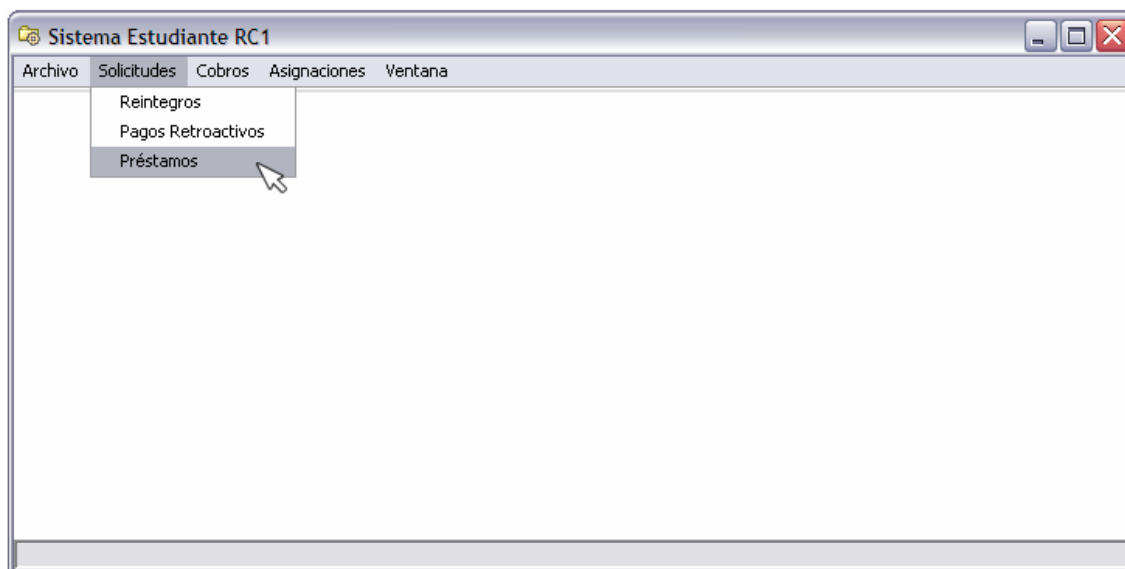 Sistema Estudiante RC1
Archivo Solicitudes Cobros Asignaciones Ventana
Reintegros
Pagos Retroactivos
Préstamos